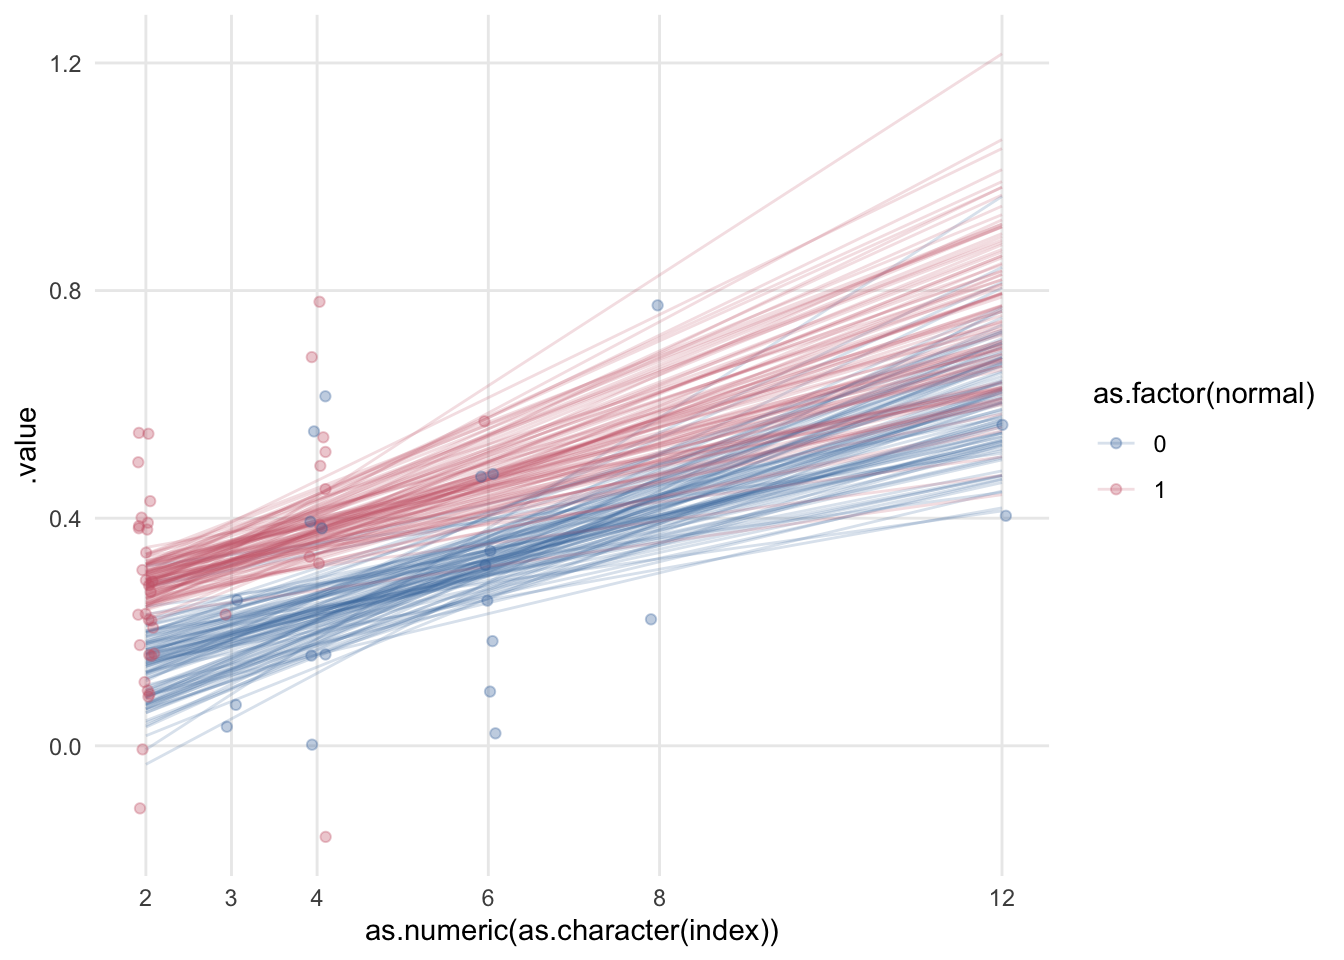 1.2
0.8
0.4
0.0
.value
2 3 4 6 8 12
as.numeric(as.character(index))
as.factor(normal)
0
1